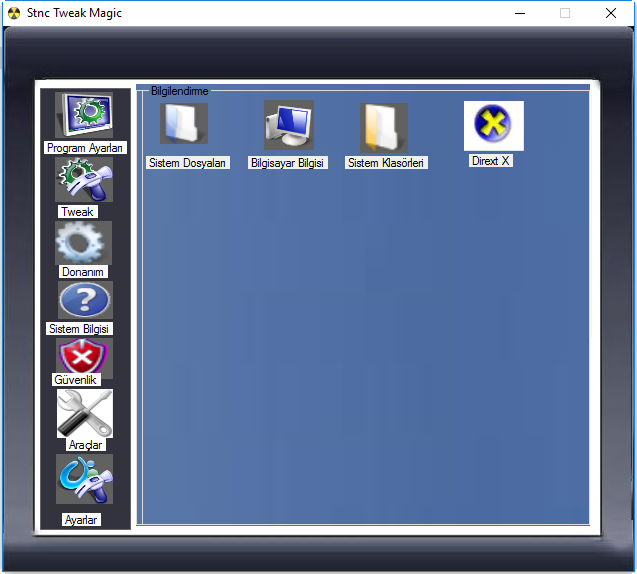 Stnc Tweak Magic
Bilgilendirme
Program Ayarları
Tweak
Donanım
Sistem Bilgisi
Güvenlik
Araçlar
Ayarlar
Sistem Dosyaları
Bilgisayar Bilgisi
Sistem Klasörleri
Dirext X